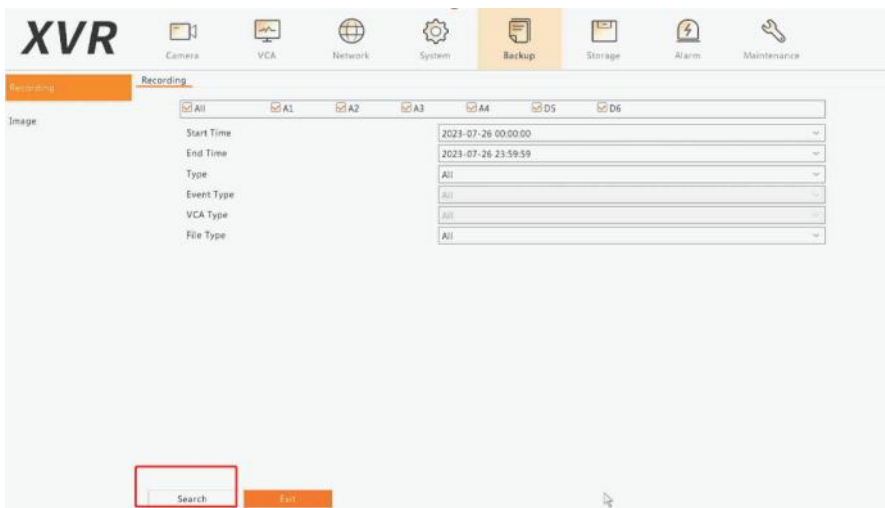 XVR
Camera VCA Network System Backup Storage Alarm Maintenance
Recording
Recording
Image
All A1 A2 A3 A4 D5 D6
Start Time 2023-07-26 00:00:00
End Time 2023-07-26 23:59:59
Type All
Event Type All
VCA Type All
File Type All
Search Exit